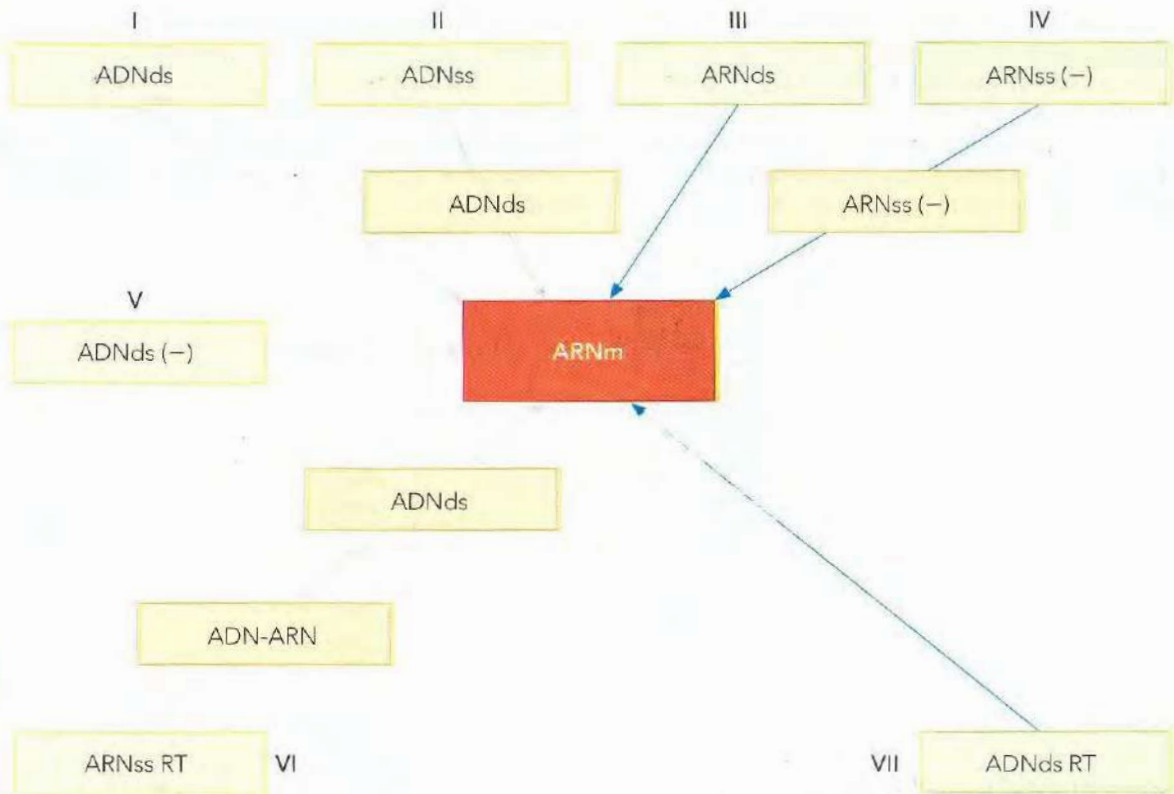 I
II
III
IV
ADNds
ADNss
ARNds
ARNss (−)
ADNds
ARNss (−)
V
ADNds (−)
ARNm
ADNds
ADN-ARN
ARNss RT
VI
VII
ADNds RT